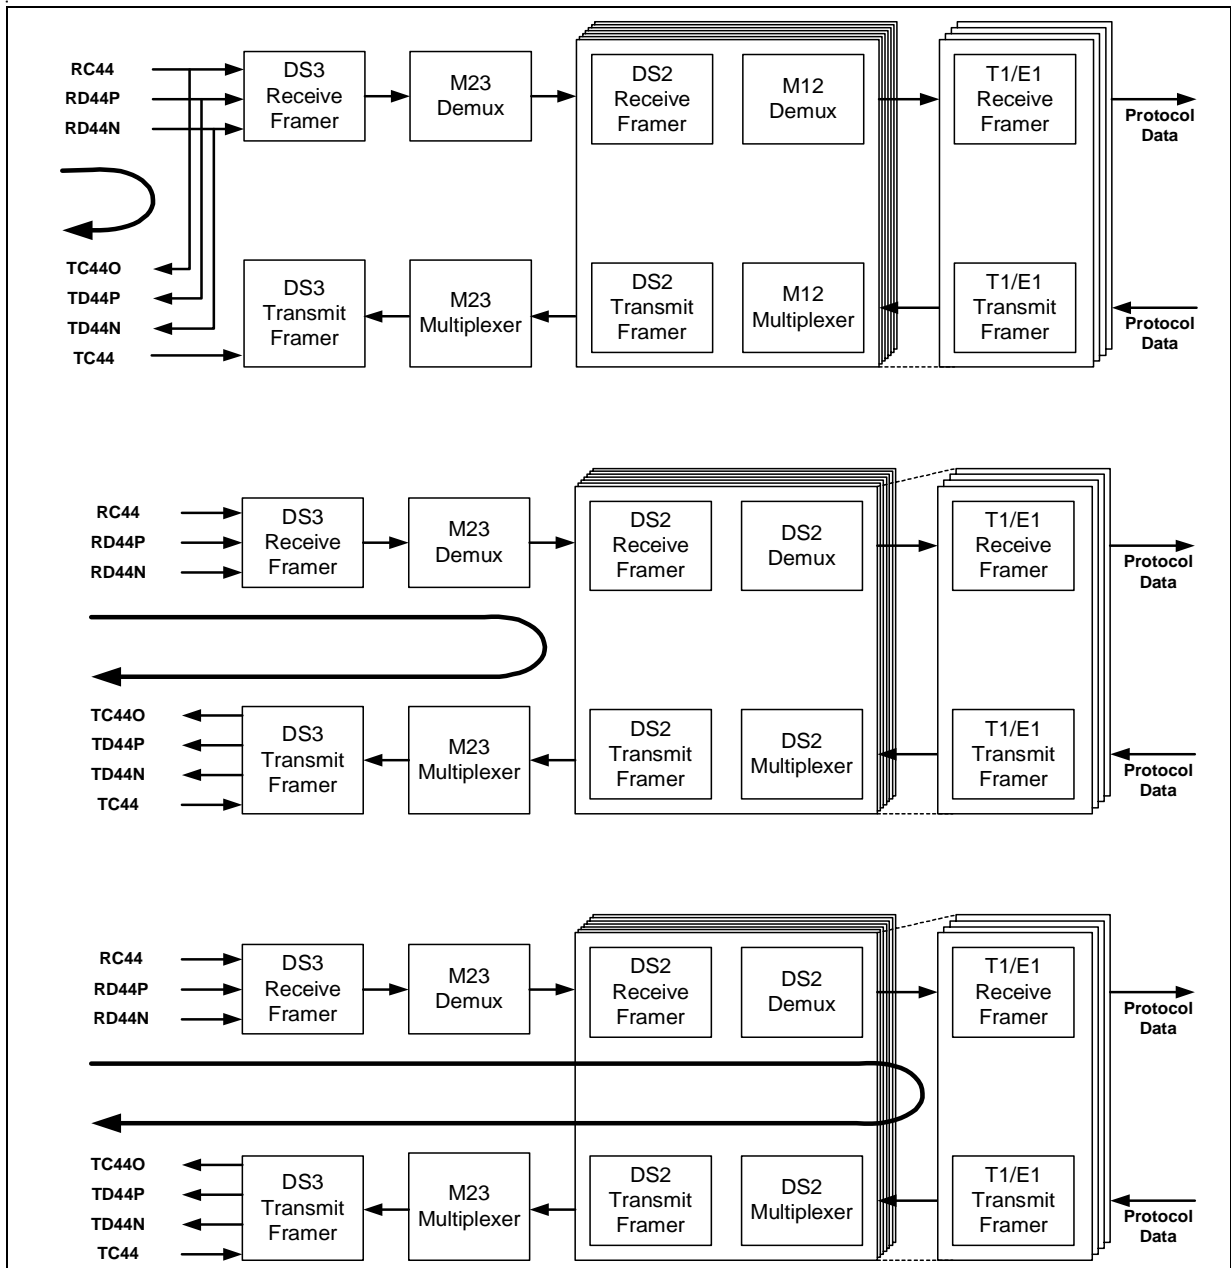 RC44
RD44P
RD44N
DS3
Receive
Framer
M23
Demux
DS2
Receive
Framer
M12
Demux
T1/E1
Receive
Framer
Protocol
Data
TC44O
TD44P
TD44N
TC44
DS3
Transmit
Framer
M23
Multiplexer
DS2
Transmit
Framer
M12
Multiplexer
T1/E1
Transmit
Framer
Protocol
Data
RC44
RD44P
RD44N
DS3
Receive
Framer
M23
Demux
DS2
Receive
Framer
DS2
Demux
T1/E1
Receive
Framer
Protocol
Data
TC44O
TD44P
TD44N
TC44
DS3
Transmit
Framer
M23
Multiplexer
DS2
Transmit
Framer
DS2
Multiplexer
T1/E1
Transmit
Framer
Protocol
Data
RC44
RD44P
RD44N
DS3
Receive
Framer
M23
Demux
DS2
Receive
Framer
DS2
Demux
T1/E1
Receive
Framer
Protocol
Data
TC44O
TD44P
TD44N
TC44
DS3
Transmit
Framer
M23
Multiplexer
DS2
Transmit
Framer
DS2
Multiplexer
T1/E1
Transmit
Framer
Protocol
Data